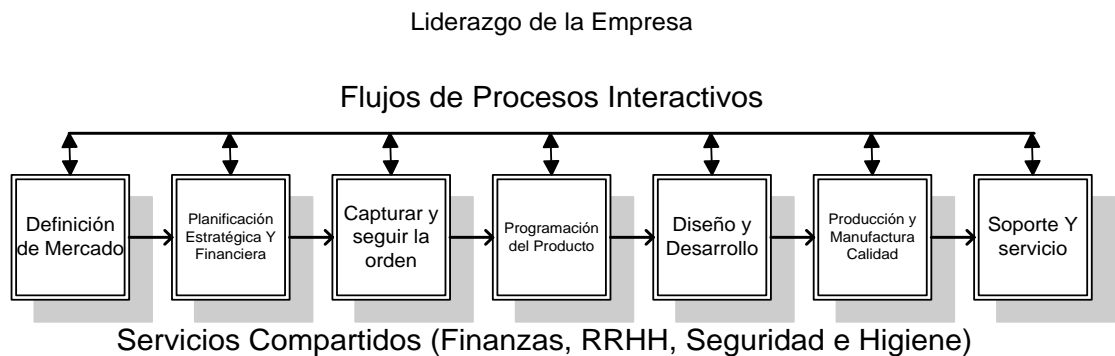 Liderazgo de la Empresa
Flujos de Procesos Interactivos
Definición
de Mercado
Planificación
Estratégica Y
Financiera
Capturar y
seguir la
orden
Programación
del Producto
Diseño y
Desarrollo
Producción y
Manufactura
Calidad
Soporte Y
servicio
Servicios Compartidos (Finanzas, RRHH, Seguridad e Higiene)